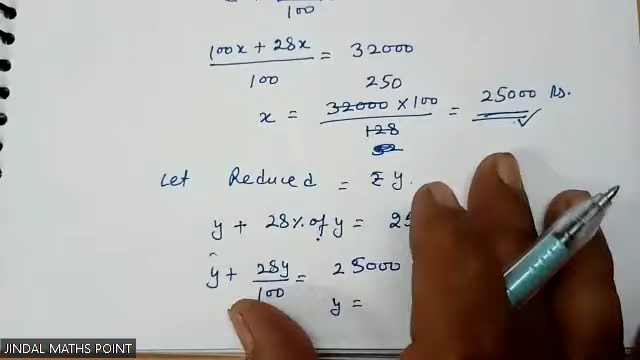 100
100x + 28x = 32000
100
250
x = 32000 × 100 = 25000 Rs.
128
Let Reduced = ₹ y.
y + 28% of y = 25
y + 28y = 25000
100
y =
JINDAL MATHS POINT